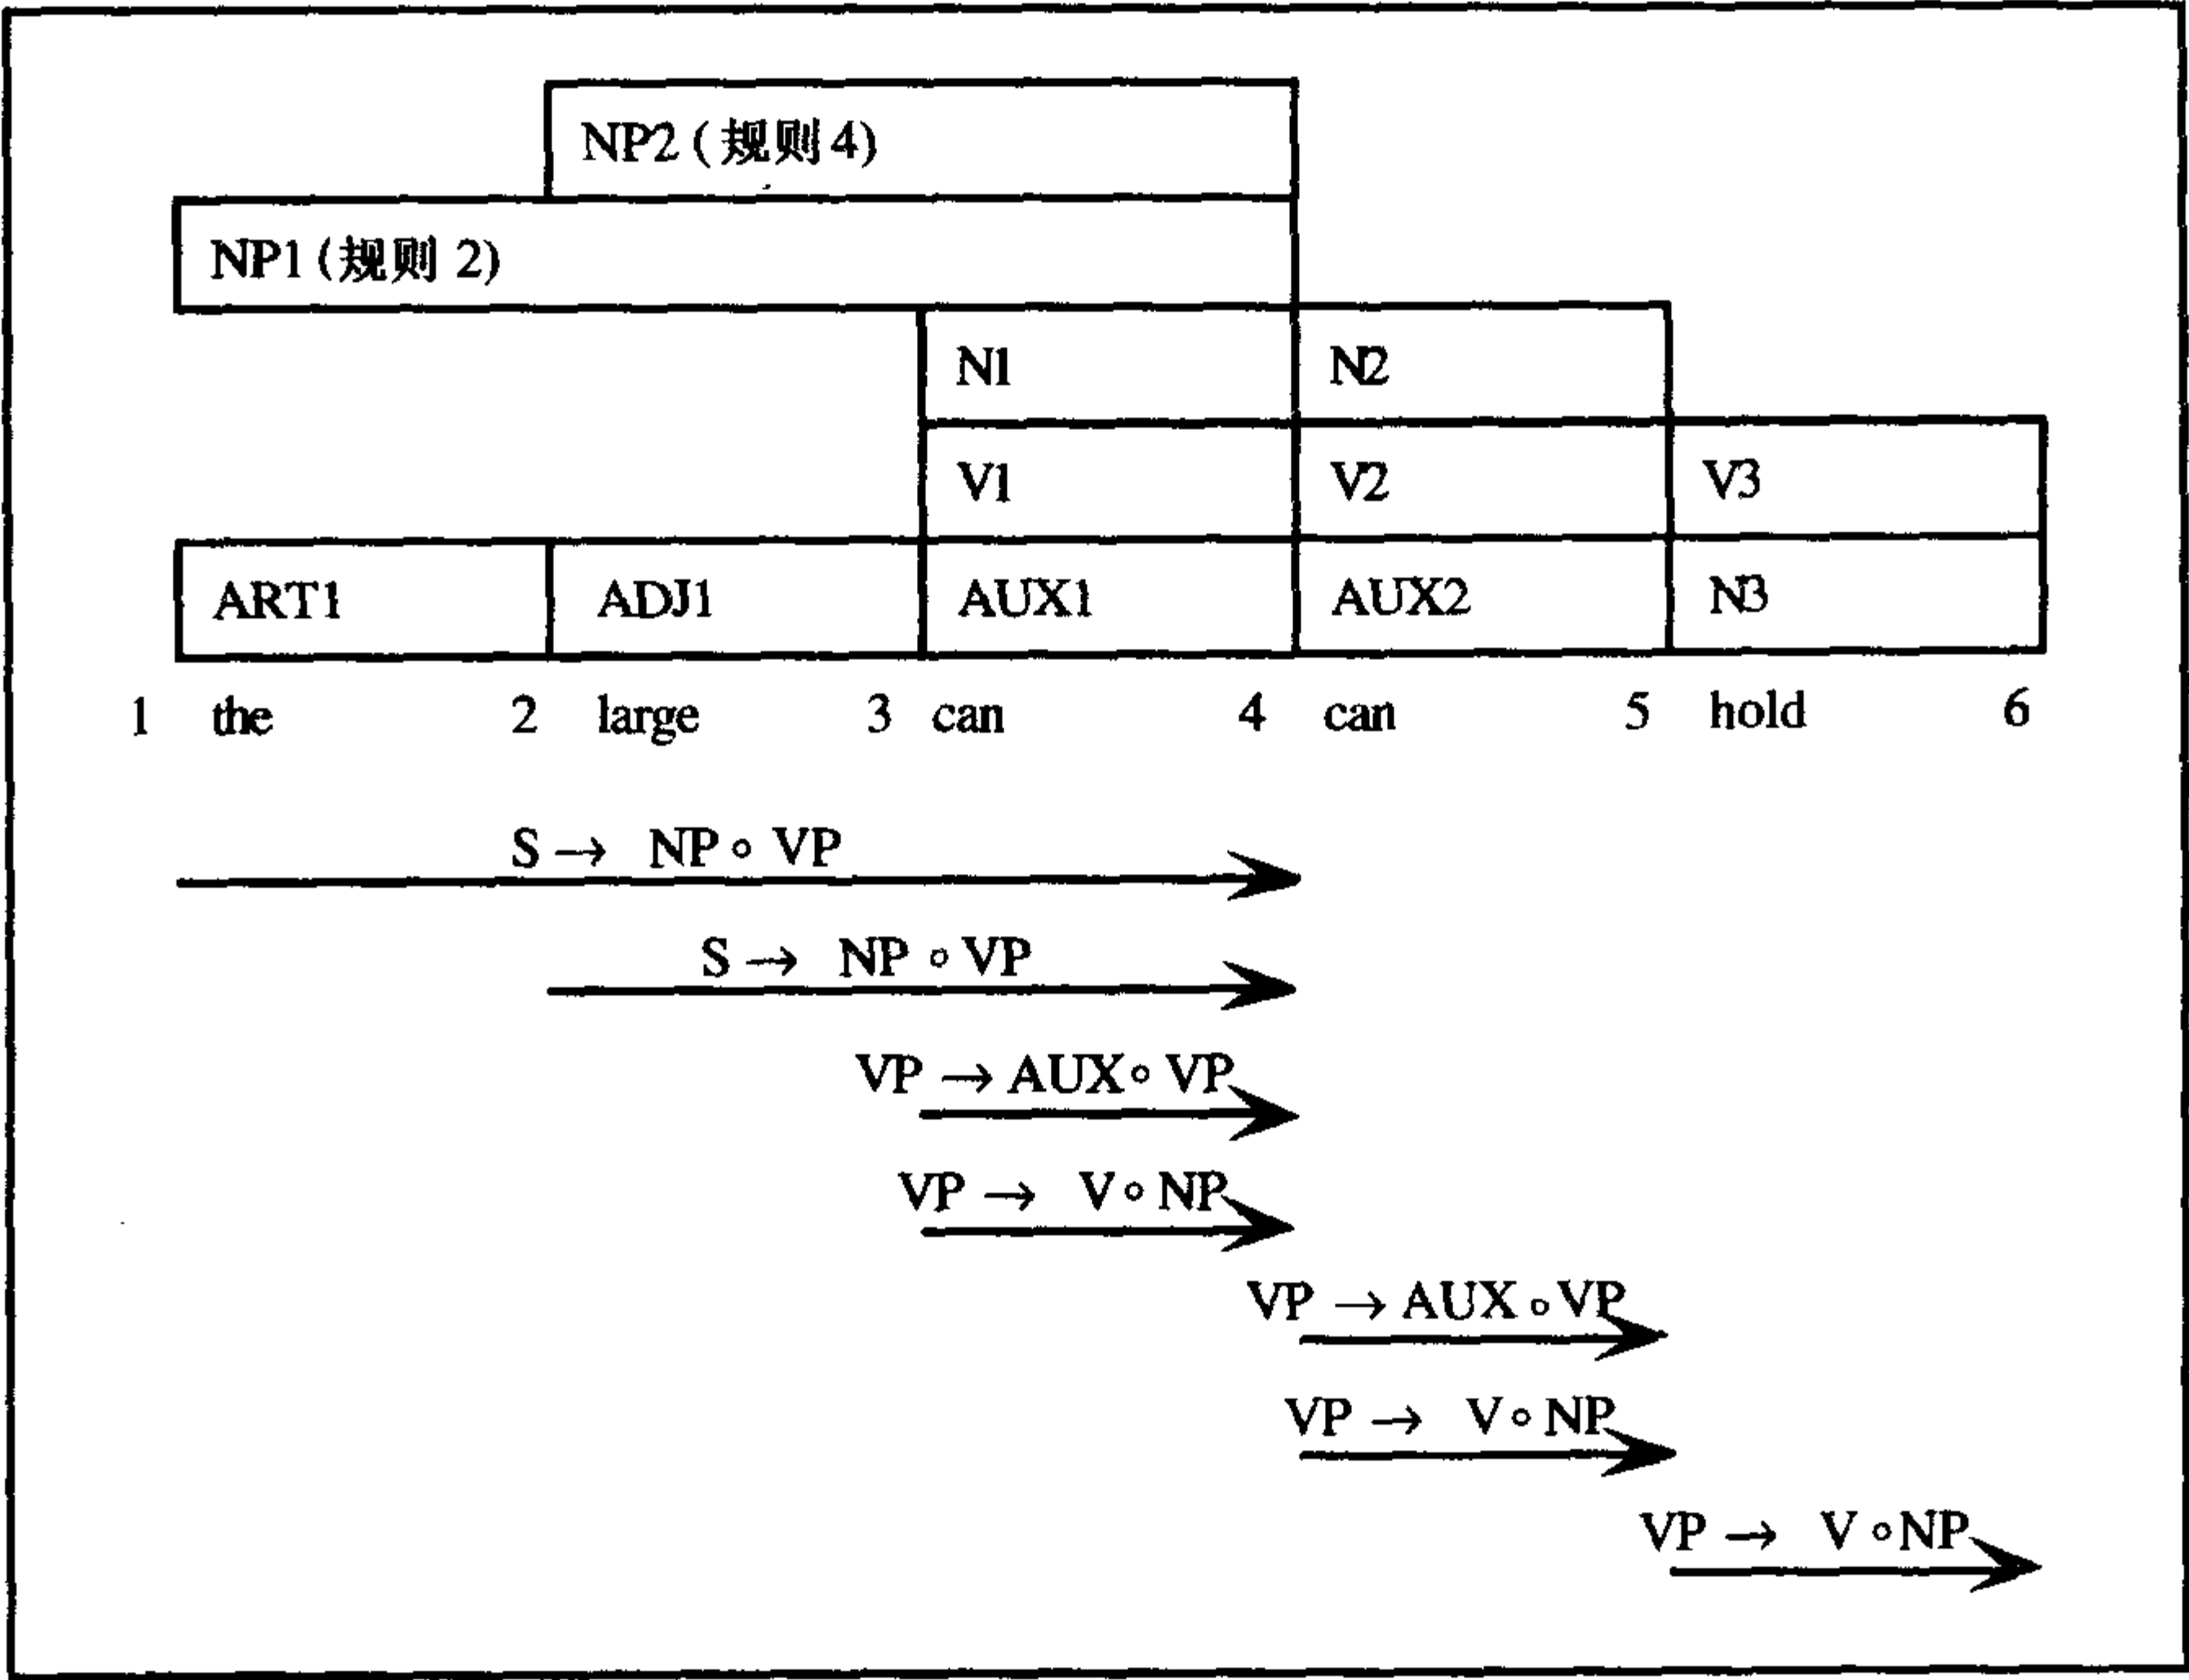 NP2 (规则 4)
NP1 (规则 2)
N1 N2
V1 V2 V3
ART1 ADJ1 AUX1 AUX2 N3
1 the 2 large 3 can 4 can 5 hold 6
S → NP ∘ VP
S → NP ∘ VP
VP → AUX ∘ VP
VP → V ∘ NP
VP → AUX ∘ VP
VP → V ∘ NP
VP → V ∘ NP